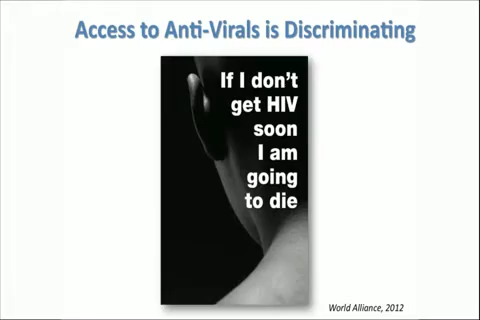 Access to Anti-Virals is Discriminating
If I don't
get HIV
soon
I am
going
to die
World Alliance, 2012